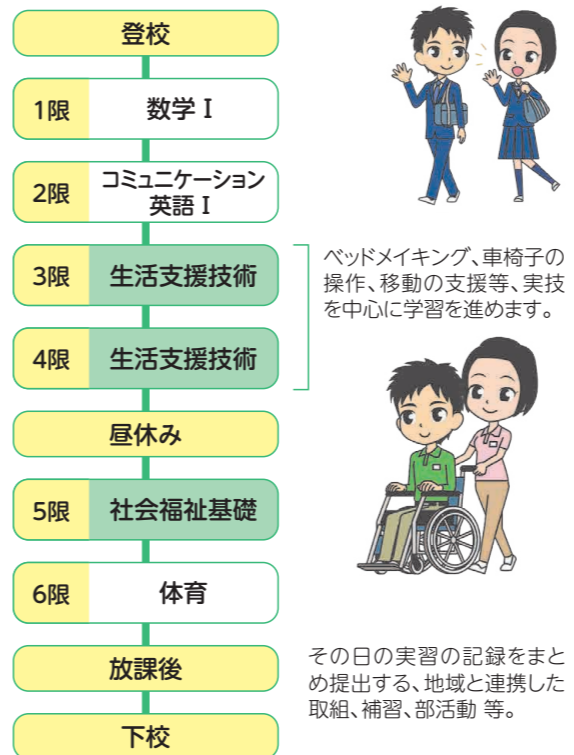 登校
1限 数学Ⅰ
2限 コミュニケーション
英語Ⅰ
3限 生活支援技術
4限 生活支援技術
ベッドメイキング、車椅子の
操作、移動の支援等、実技
を中心に学習を進めます。
昼休み
5限 社会福祉基礎
6限 体育
放課後
その日の実習の記録をまと
め提出する、地域と連携した
取組、補習、部活動 等。
下校